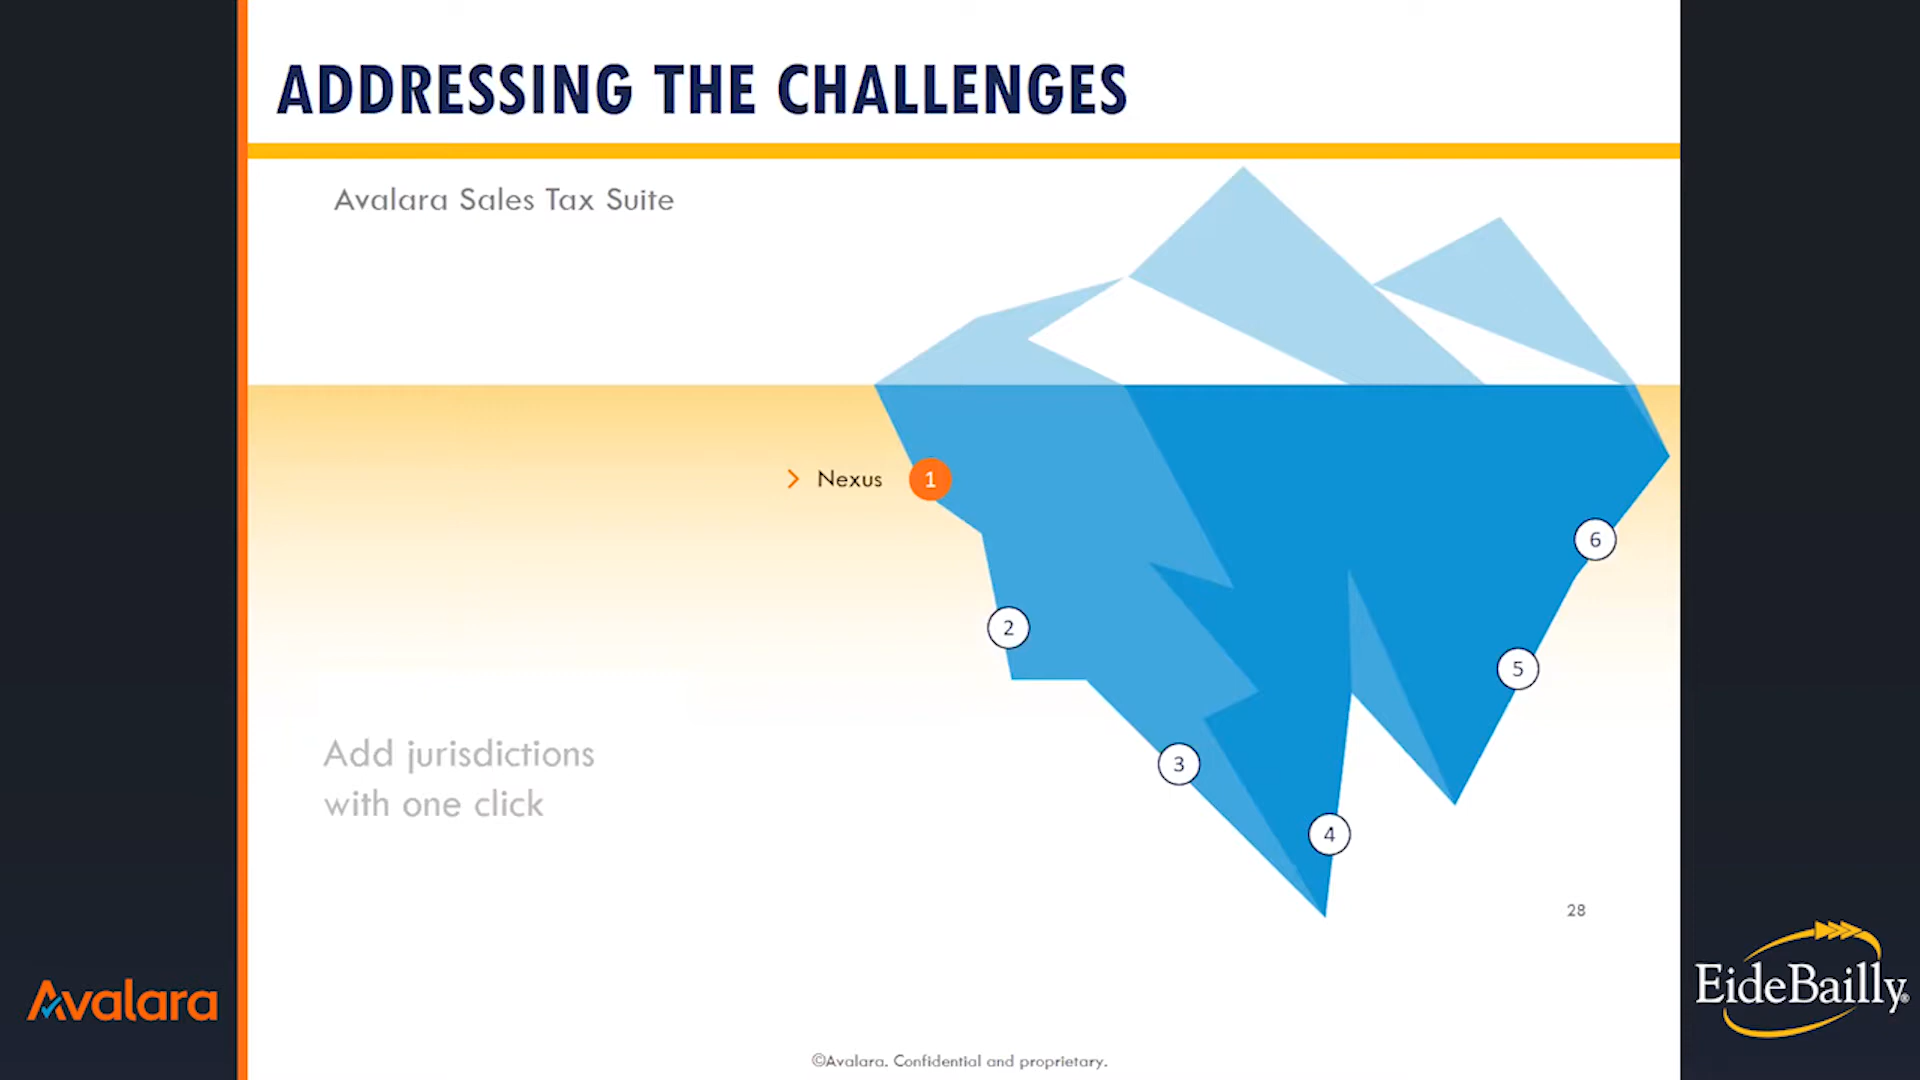 ADDRESSING THE CHALLENGES
Avalara Sales Tax Suite
Nexus 1
6
2
5
Add jurisdictions
with one click
3
4
28
Avalara
EideBailly®
©Avalara. Confidential and proprietary.